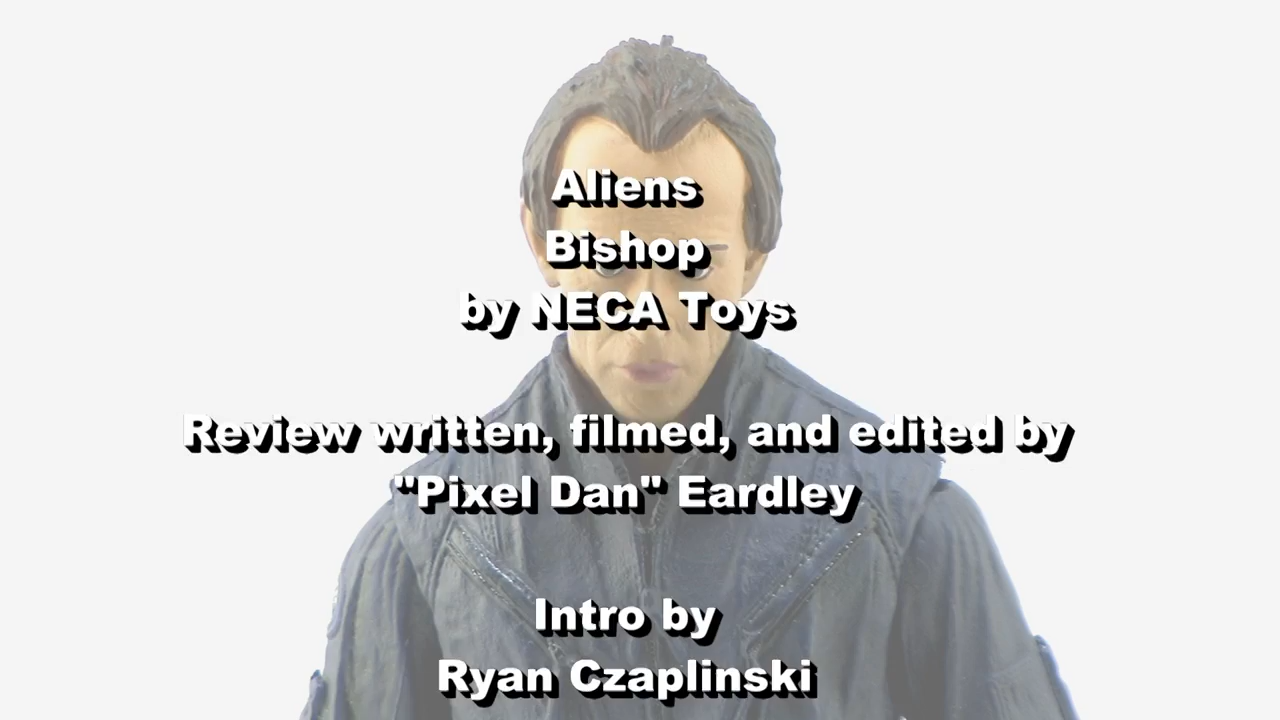 Aliens
Bishop
by NECA Toys
Review written, filmed, and edited by
"Pixel Dan" Eardley
Intro by
Ryan Czaplinski